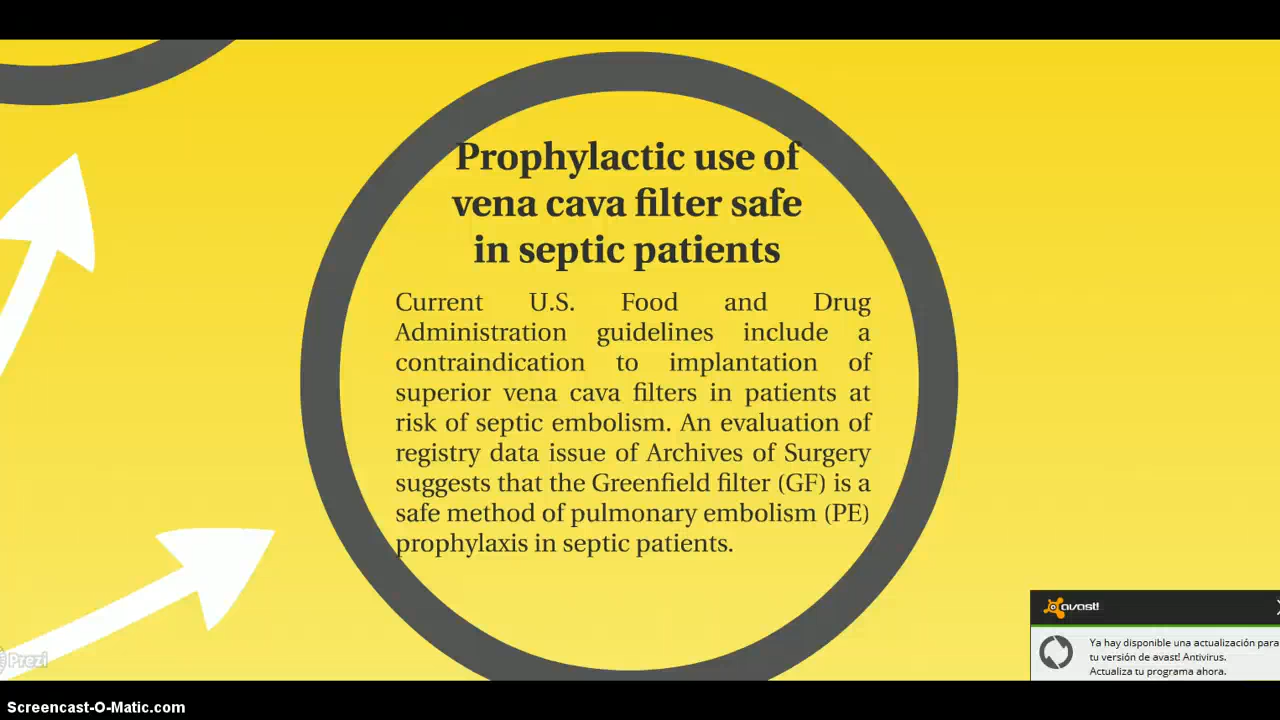 Prophylactic use of
vena cava filter safe
in septic patients
Current U.S. Food and Drug
Administration guidelines include a
contraindication to implantation of
superior vena cava filters in patients at
risk of septic embolism. An evaluation of
registry data issue of Archives of Surgery
suggests that the Greenfield filter (GF) is a
safe method of pulmonary embolism (PE)
prophylaxis in septic patients.
avast!
Ya hay disponible una actualización para
tu versión de avast! Antivirus.
Actualiza tu programa ahora.
Prezi
Screencast-O-Matic.com